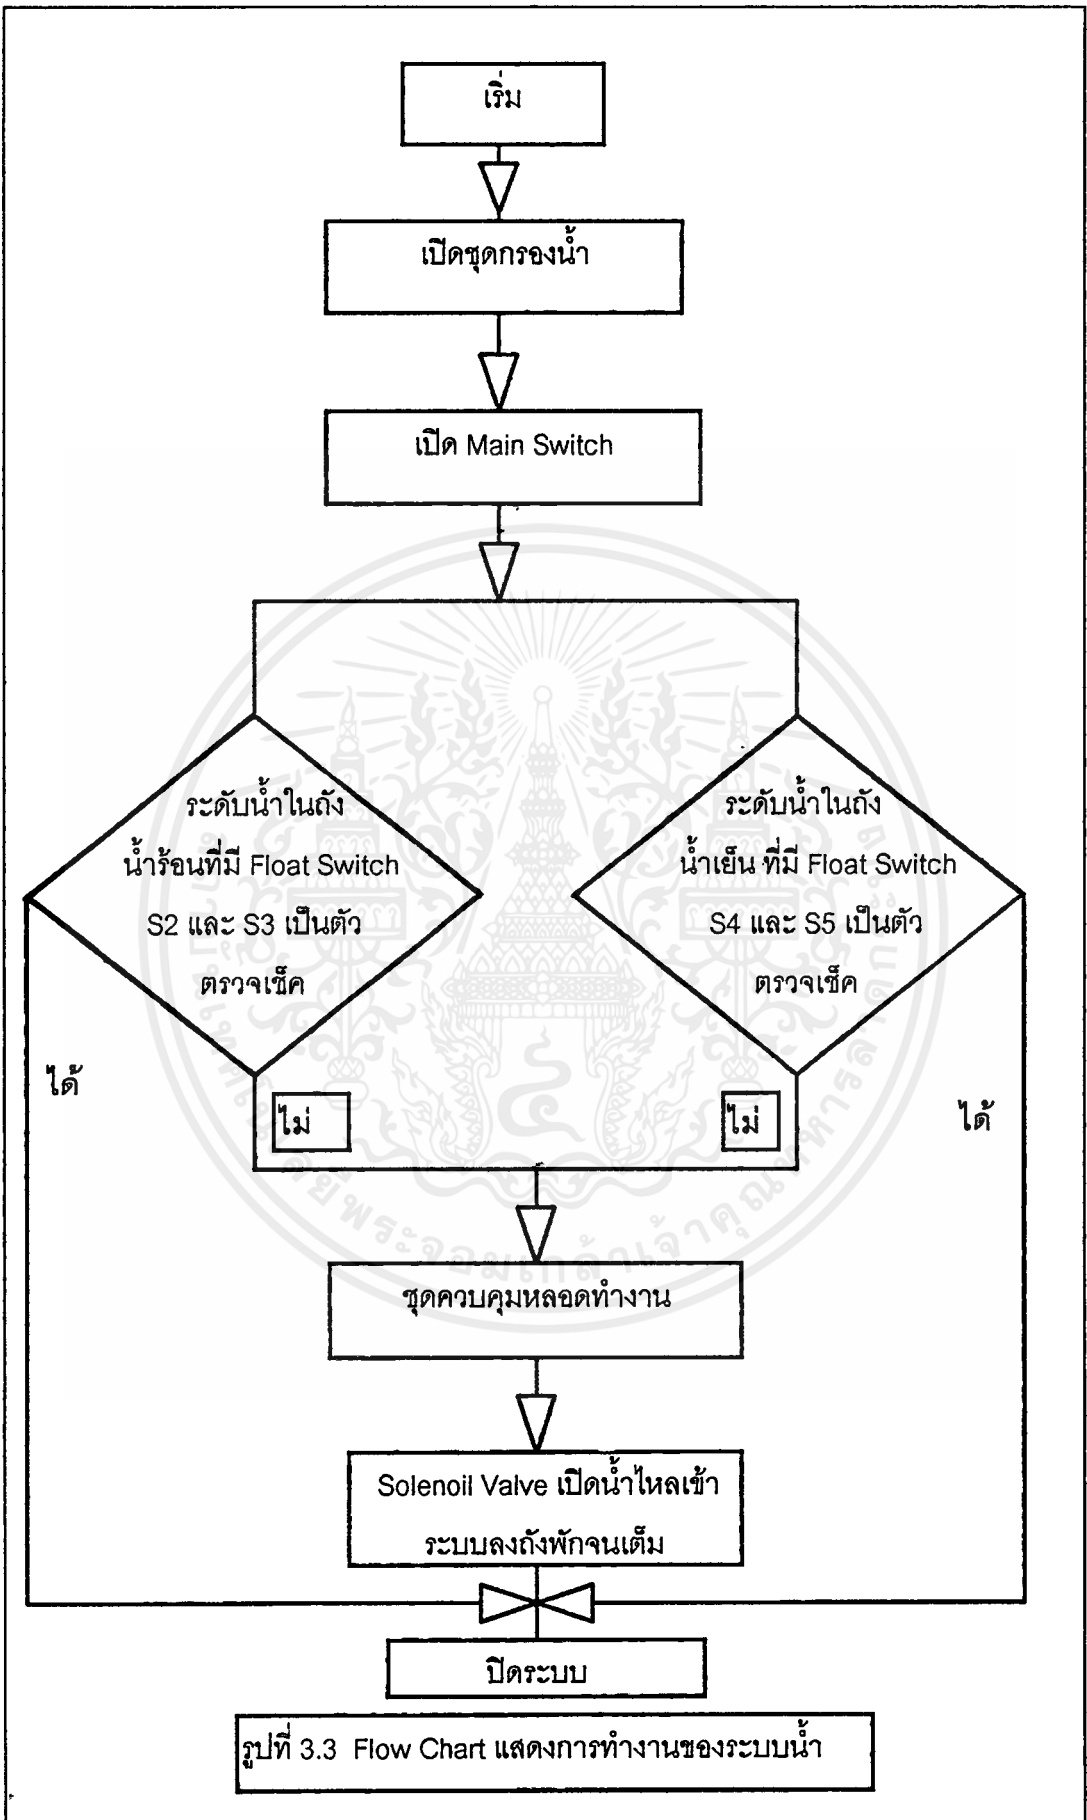 เริ่ม
เปิดชุดกรองน้ำ
เปิด Main Switch
ระดับน้ำในถัง
น้ำร้อนที่มี Float Switch
S2 และ S3 เป็นตัว
ตรวจเช็ค
ระดับน้ำในถัง
น้ำเย็น ที่มี Float Switch
S4 และ S5 เป็นตัว
ตรวจเช็ค
ได้
ไม่
ไม่
ได้
ชุดควบคุมหลอดทำงาน
Solenoil Valve เปิดน้ำไหลเข้า
ระบบลงถังพักจนเต็ม
ปิดระบบ
รูปที่ 3.3 Flow Chart แสดงการทำงานของระบบน้ำ